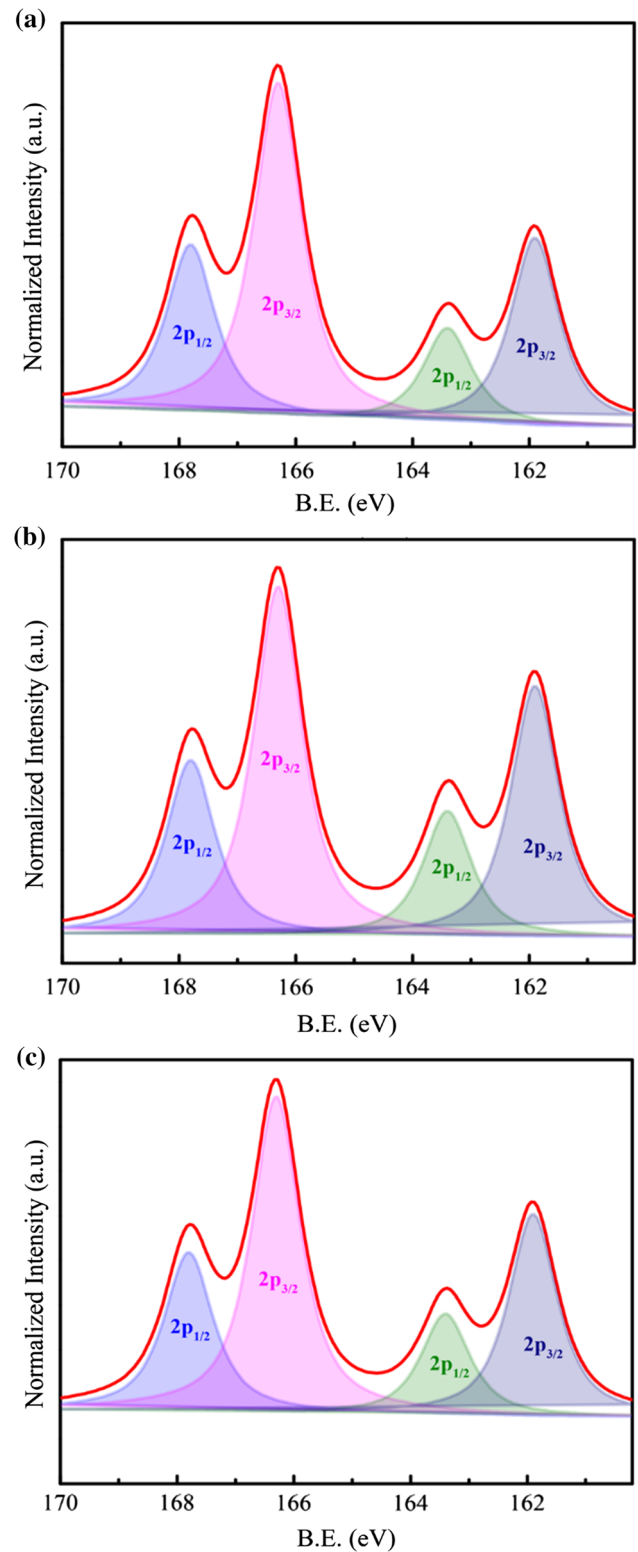 (a)
Normalized Intensity (a.u.)
2p1/2
2p3/2
2p1/2
2p3/2
170 168 166 164 162
B.E. (eV)
(b)
Normalized Intensity (a.u.)
2p1/2
2p3/2
2p1/2
2p3/2
170 168 166 164 162
B.E. (eV)
(c)
Normalized Intensity (a.u.)
2p1/2
2p3/2
2p1/2
2p3/2
170 168 166 164 162
B.E. (eV)